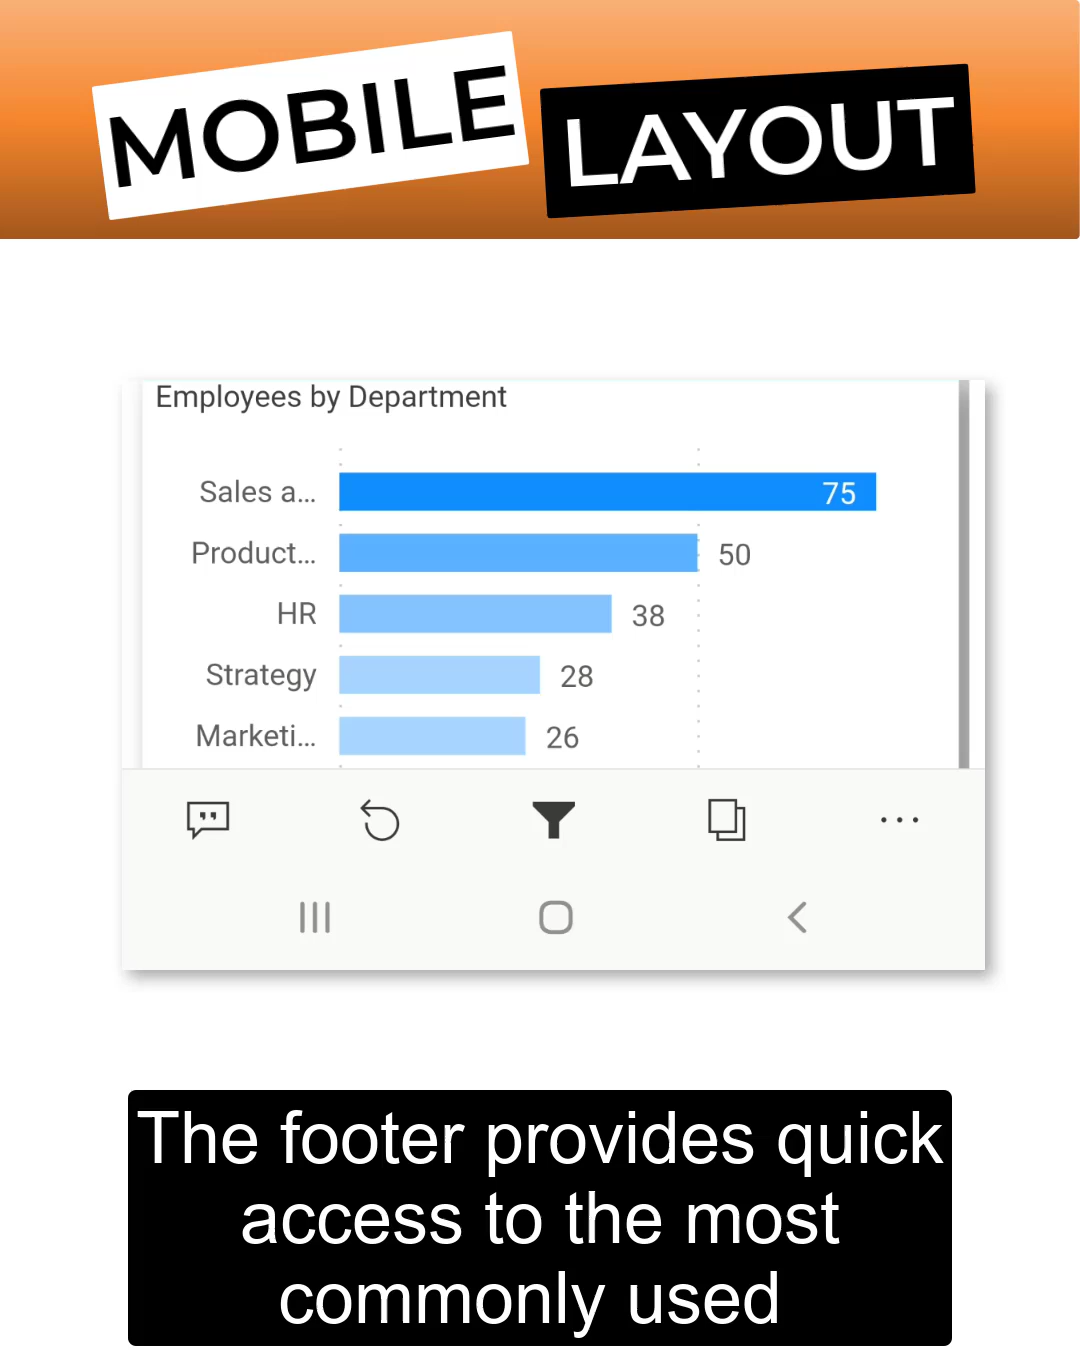 MOBILE LAYOUT
Employees by Department
Sales a... 75
Product... 50
HR 38
Strategy 28
Marketi... 26
The footer provides quick
access to the most
commonly used